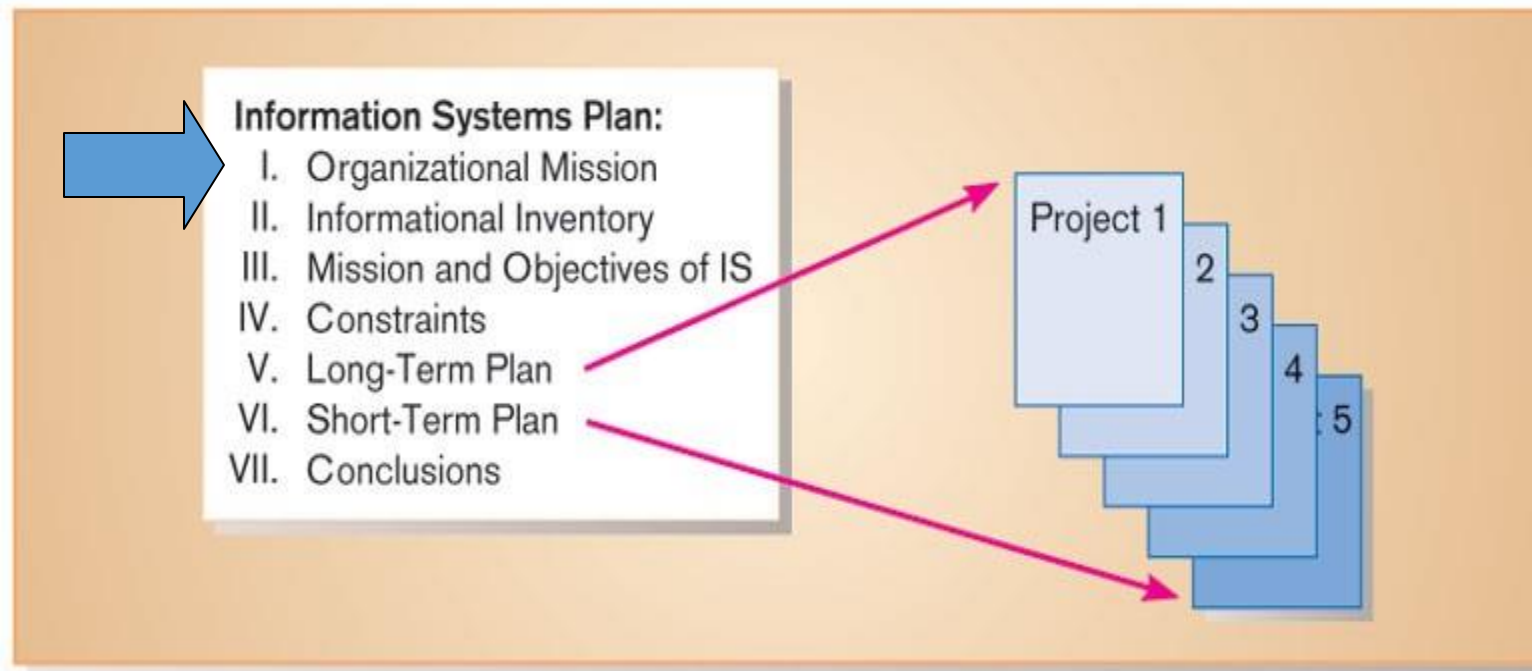 Information Systems Plan:
I. Organizational Mission
II. Informational Inventory
III. Mission and Objectives of IS
IV. Constraints
V. Long-Term Plan
VI. Short-Term Plan
VII. Conclusions
Project 1
2
3
4
5